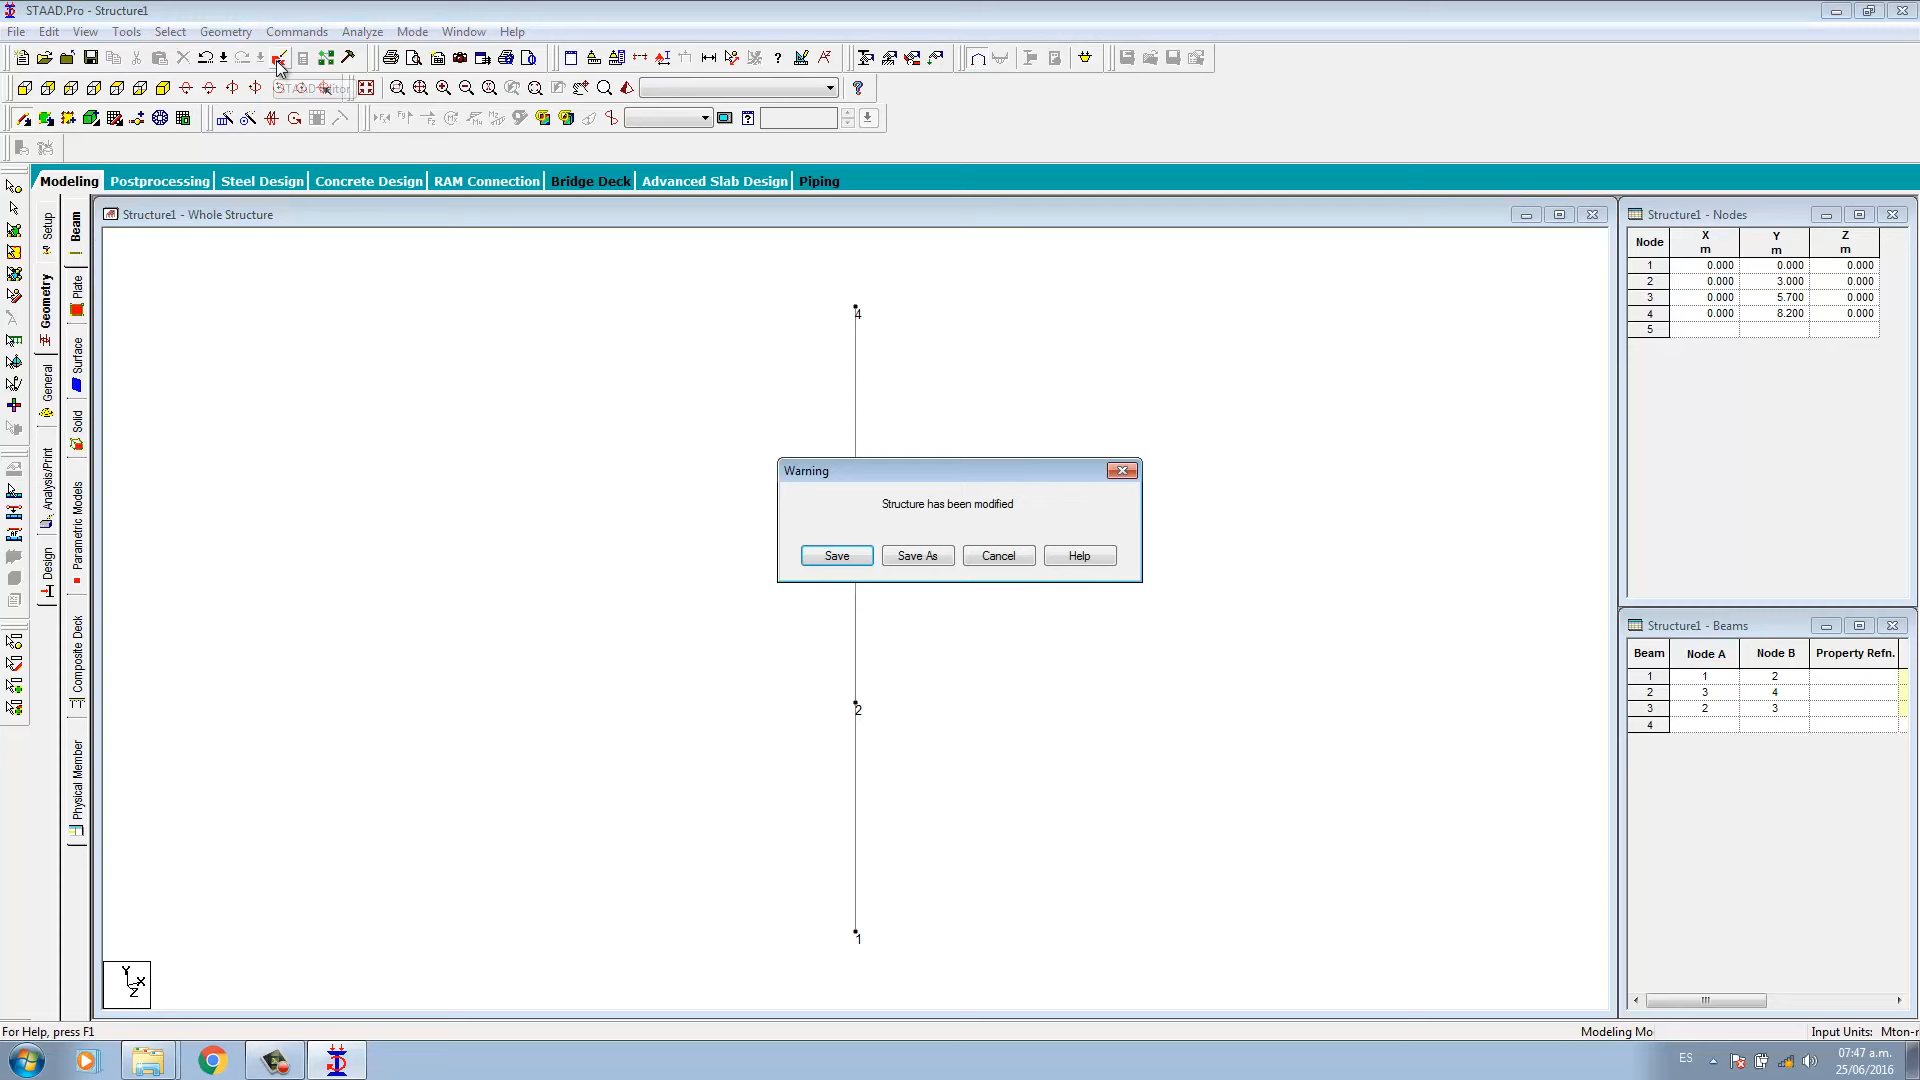 STAAD.Pro - Structure1
File Edit View Tools Select Geometry Commands Analyze Mode Window Help
STAAD Editor
Modeling Postprocessing Steel Design Concrete Design RAM Connection Bridge Deck Advanced Slab Design Piping
Setup
Geometry
General
Analysis/Print
Design
Beam
Plate
Surface
Solid
Parametric Models
Composite Deck
Physical Member
Structure1 - Whole Structure
4
2
1
Y
X
Z
Warning
Structure has been modified
Save Save As Cancel Help
Structure1 - Nodes
Node X m Y m Z m
1 0.000 0.000 0.000
2 0.000 3.000 0.000
3 0.000 5.700 0.000
4 0.000 8.200 0.000
5
Structure1 - Beams
Beam Node A Node B Property Refn.
1 1 2
2 3 4
3 2 3
4
For Help, press F1
Modeling Mo Input Units: Mton-r
ES
07:47 a.m.
25/06/2016